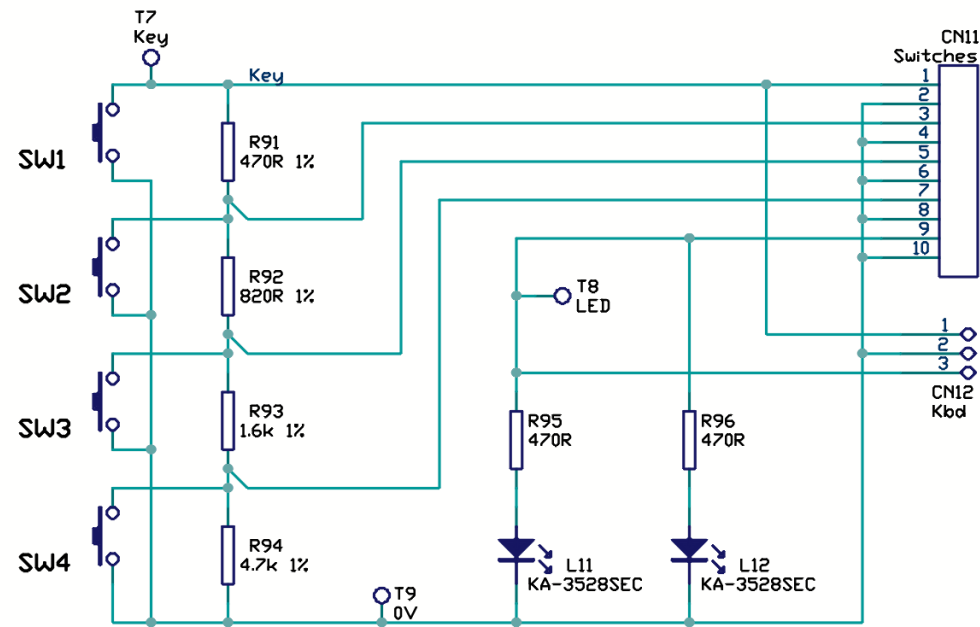 T7
Key
Key
CN11
Switches
1
2
3
4
5
6
7
8
9
10
SW1
R91
470R 1%
SW2
R92
820R 1%
T8
LED
1
2
3
CN12
Kbd
SW3
R93
1.6k 1%
R95
470R
R96
470R
SW4
R94
4.7k 1%
L11
KA-3528SEC
L12
KA-3528SEC
T9
0V